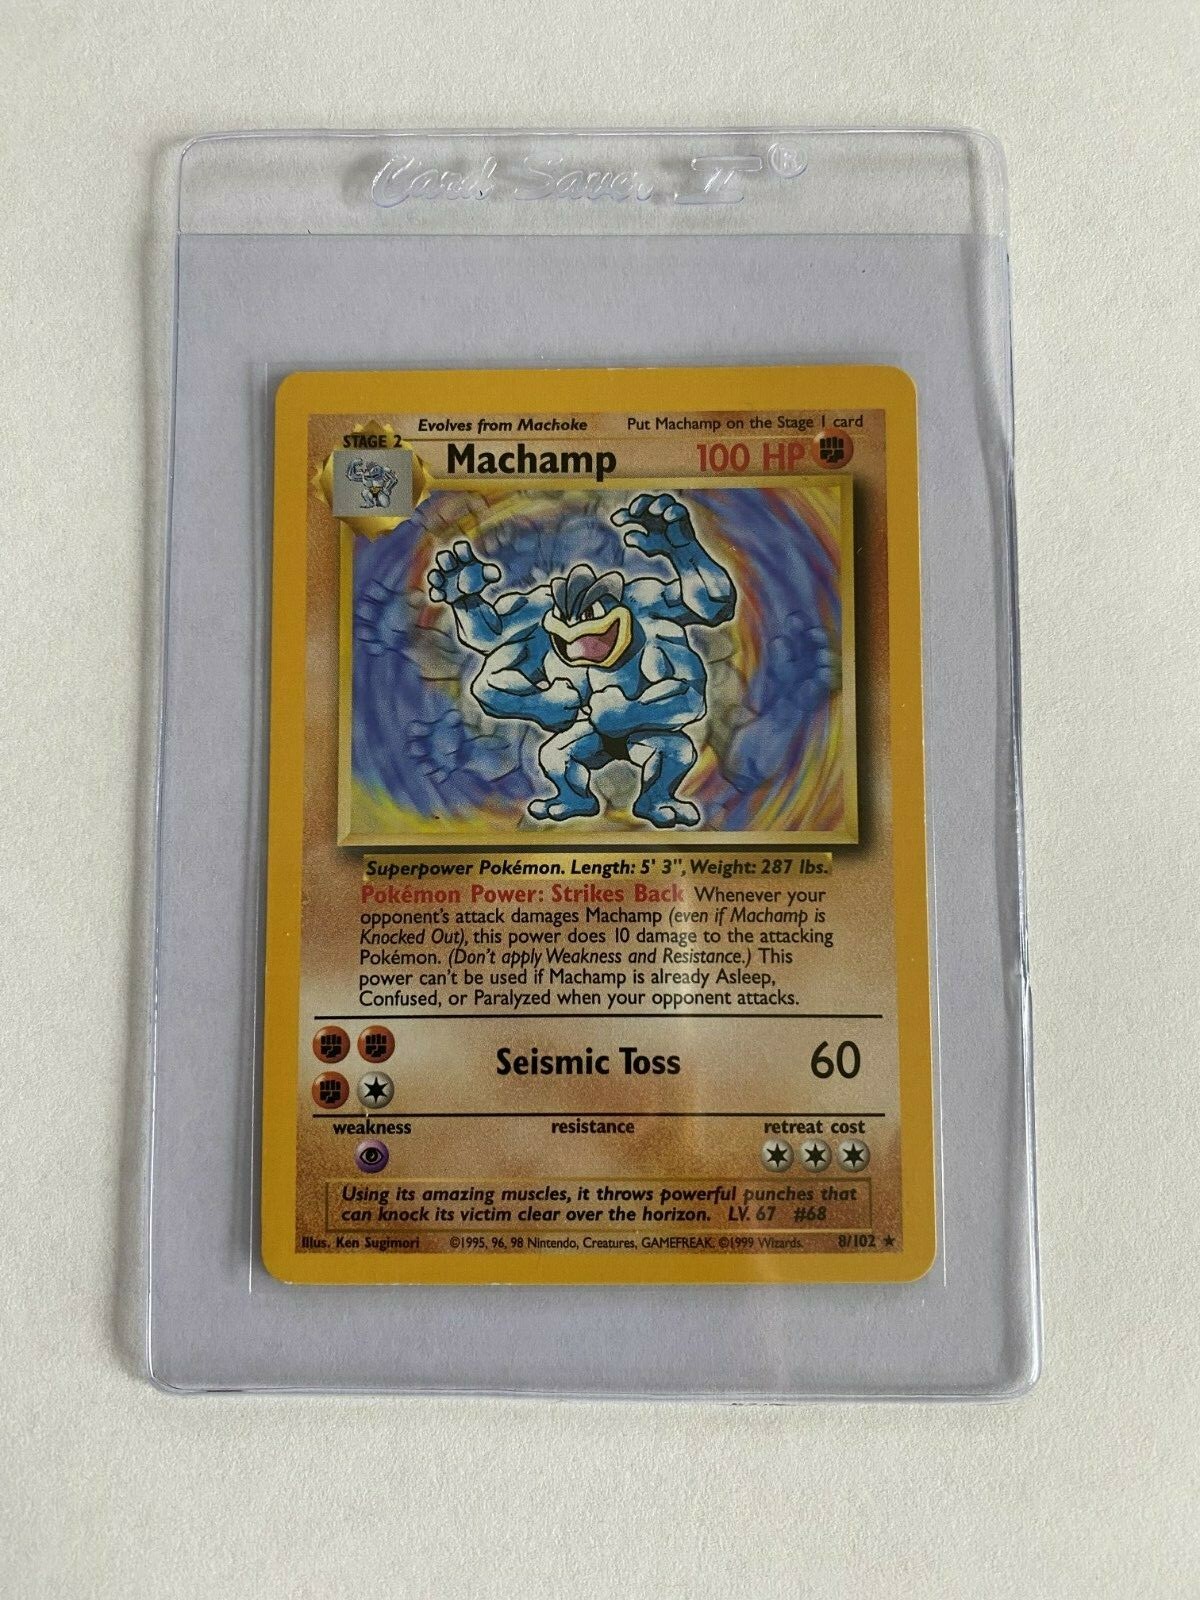 Card Saver II®
Evolves from Machoke Put Machamp on the Stage 1 card
STAGE 2
Machamp 100 HP
Superpower Pokémon. Length: 5' 3", Weight: 287 lbs.
Pokémon Power: Strikes Back Whenever your
opponent's attack damages Machamp (even if Machamp is
Knocked Out), this power does 10 damage to the attacking
Pokémon. (Don't apply Weakness and Resistance.) This
power can't be used if Machamp is already Asleep,
Confused, or Paralyzed when your opponent attacks.
Seismic Toss 60
weakness resistance retreat cost
Using its amazing muscles, it throws powerful punches that
can knock its victim clear over the horizon. LV. 67 #68
Illus. Ken Sugimori ©1995, 96, 98 Nintendo, Creatures, GAMEFREAK. ©1999 Wizards. 8/102 ★